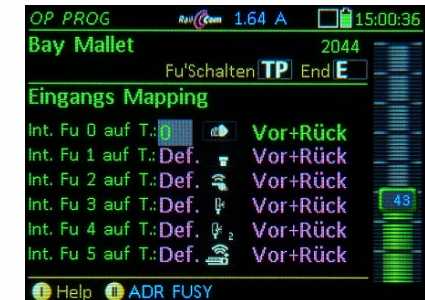 OP PROG RailCom 1.64 A 15:00:36
Bay Mallet 2044
Fu'Schalten TP End E
Eingangs Mapping
Int. Fu 0 auf T.: 0 Vor+Rück
Int. Fu 1 auf T.: Def. Vor+Rück
Int. Fu 2 auf T.: Def. Vor+Rück
Int. Fu 3 auf T.: Def. Vor+Rück
Int. Fu 4 auf T.: Def. 2 Vor+Rück
Int. Fu 5 auf T.: Def. Vor+Rück
43
I Help II ADR FUSY